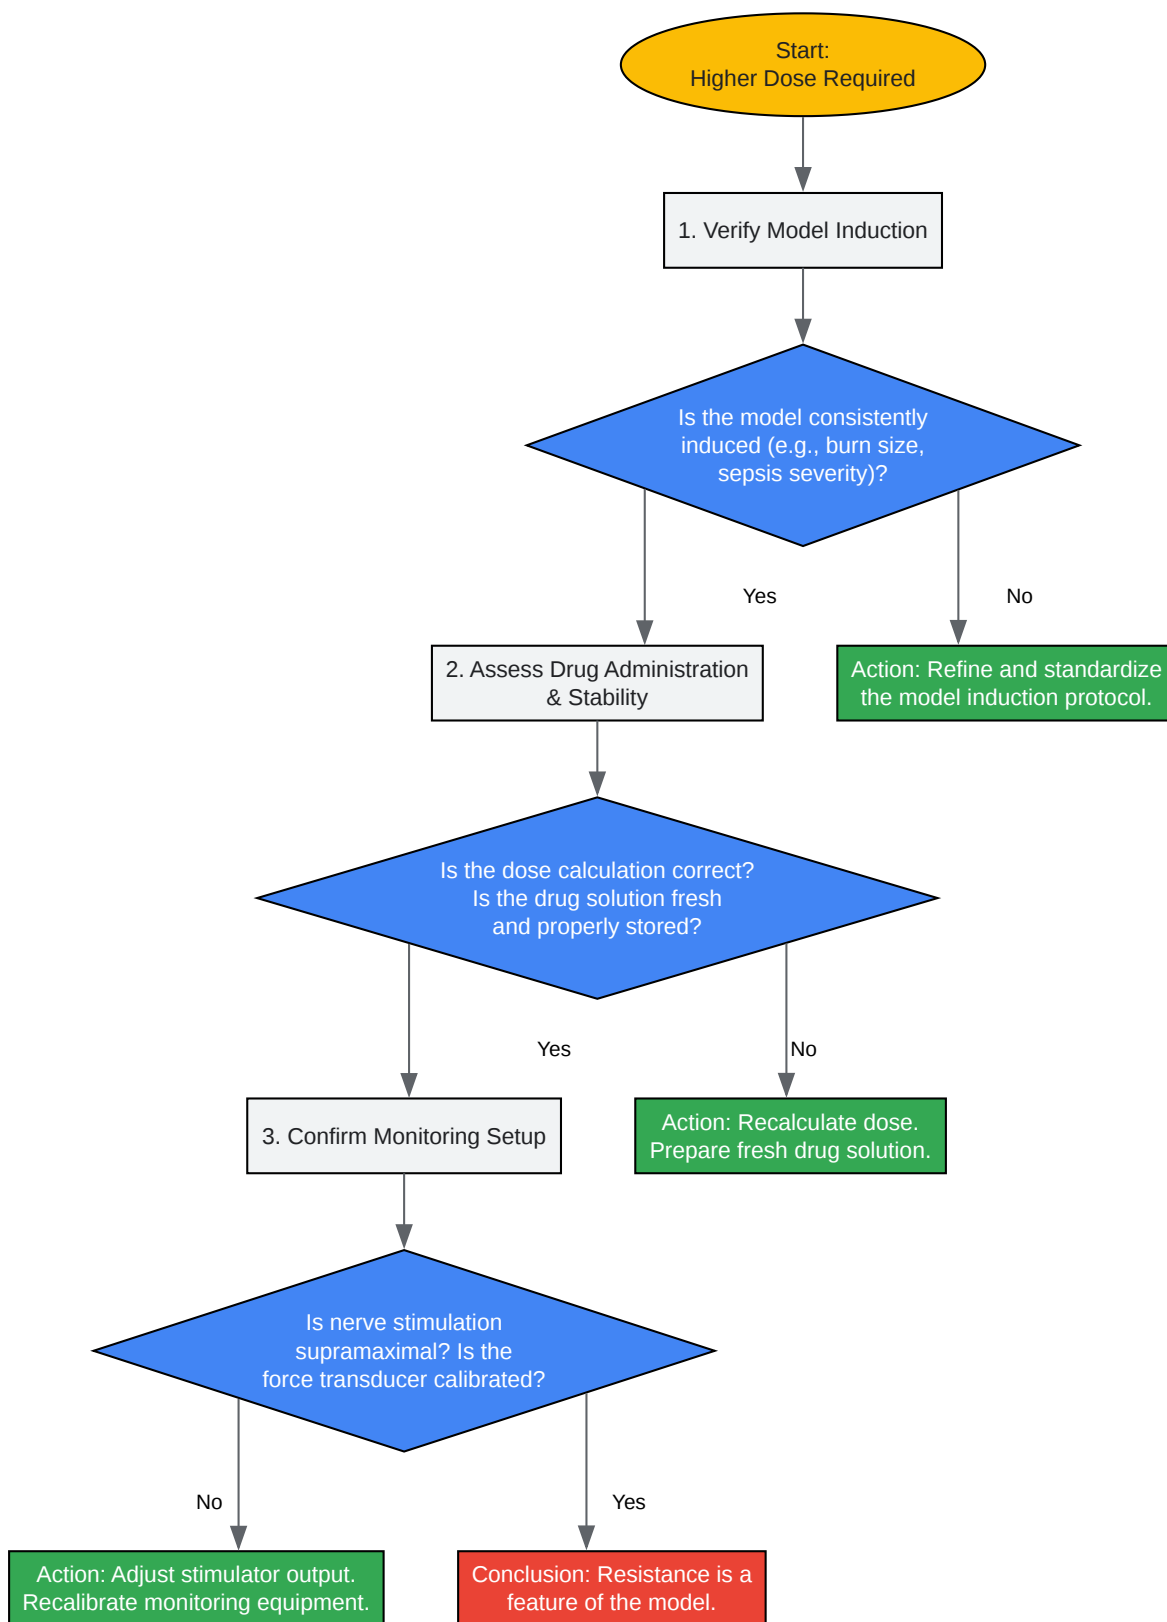 Start:
Higher Dose Required
1. Verify Model Induction
Is the model consistently
induced (e.g., burn size,
sepsis severity)?
Yes
No
2. Assess Drug Administration
& Stability
Action: Refine and standardize
the model induction protocol.
Is the dose calculation correct?
Is the drug solution fresh
and properly stored?
Yes
No
3. Confirm Monitoring Setup
Action: Recalculate dose.
Prepare fresh drug solution.
Is nerve stimulation
supramaximal? Is the
force transducer calibrated?
No
Yes
Action: Adjust stimulator output.
Recalibrate monitoring equipment.
Conclusion: Resistance is a
feature of the model.